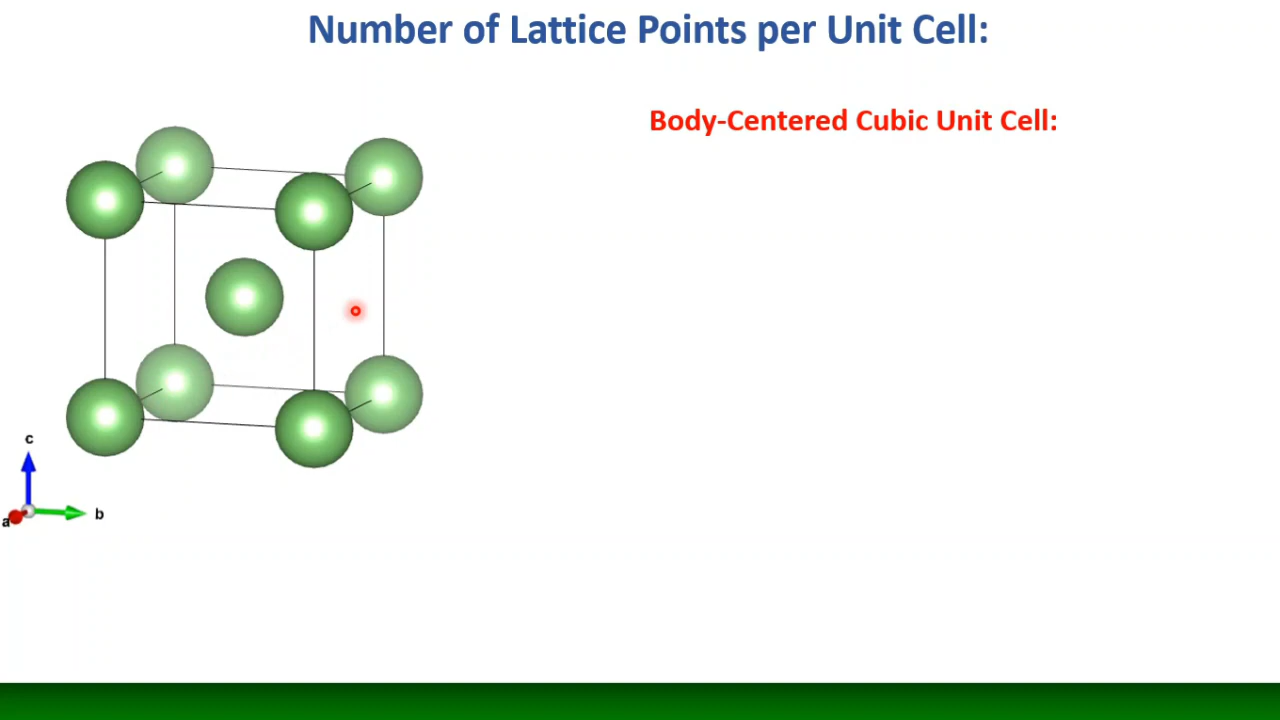 Number of Lattice Points per Unit Cell:
Body-Centered Cubic Unit Cell:
c
b
a